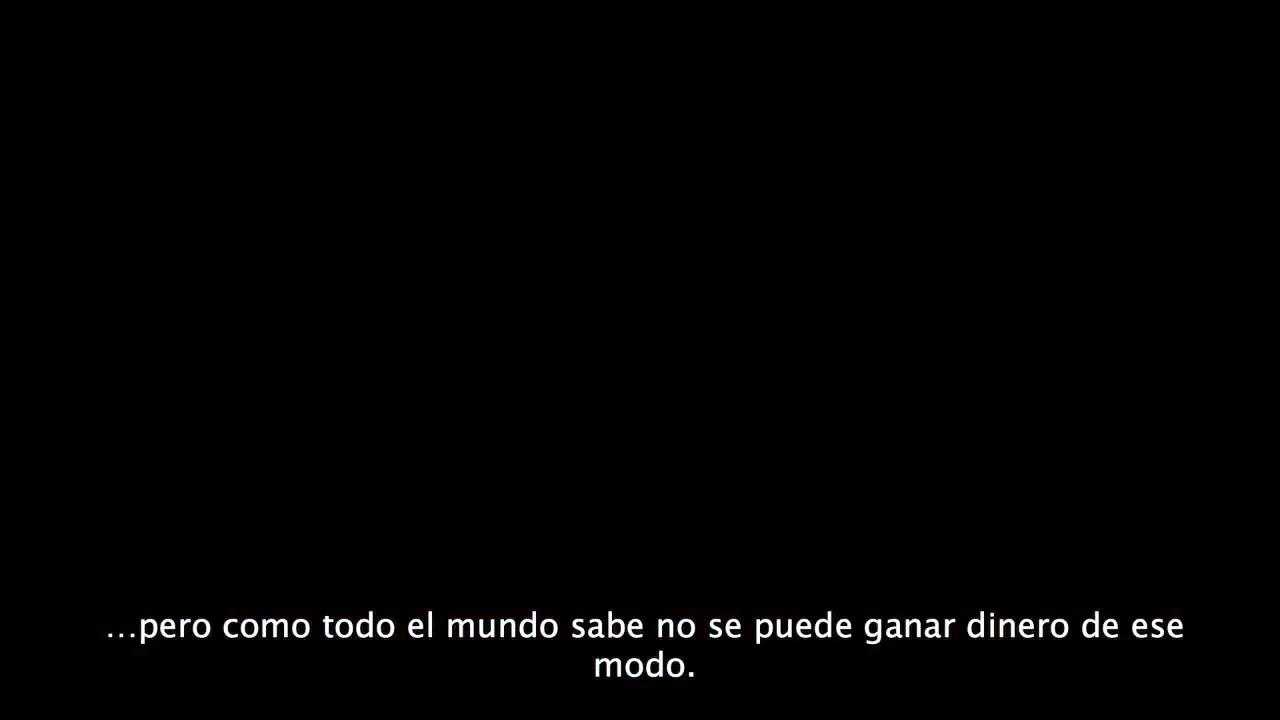 …pero como todo el mundo sabe no se puede ganar dinero de ese
modo.